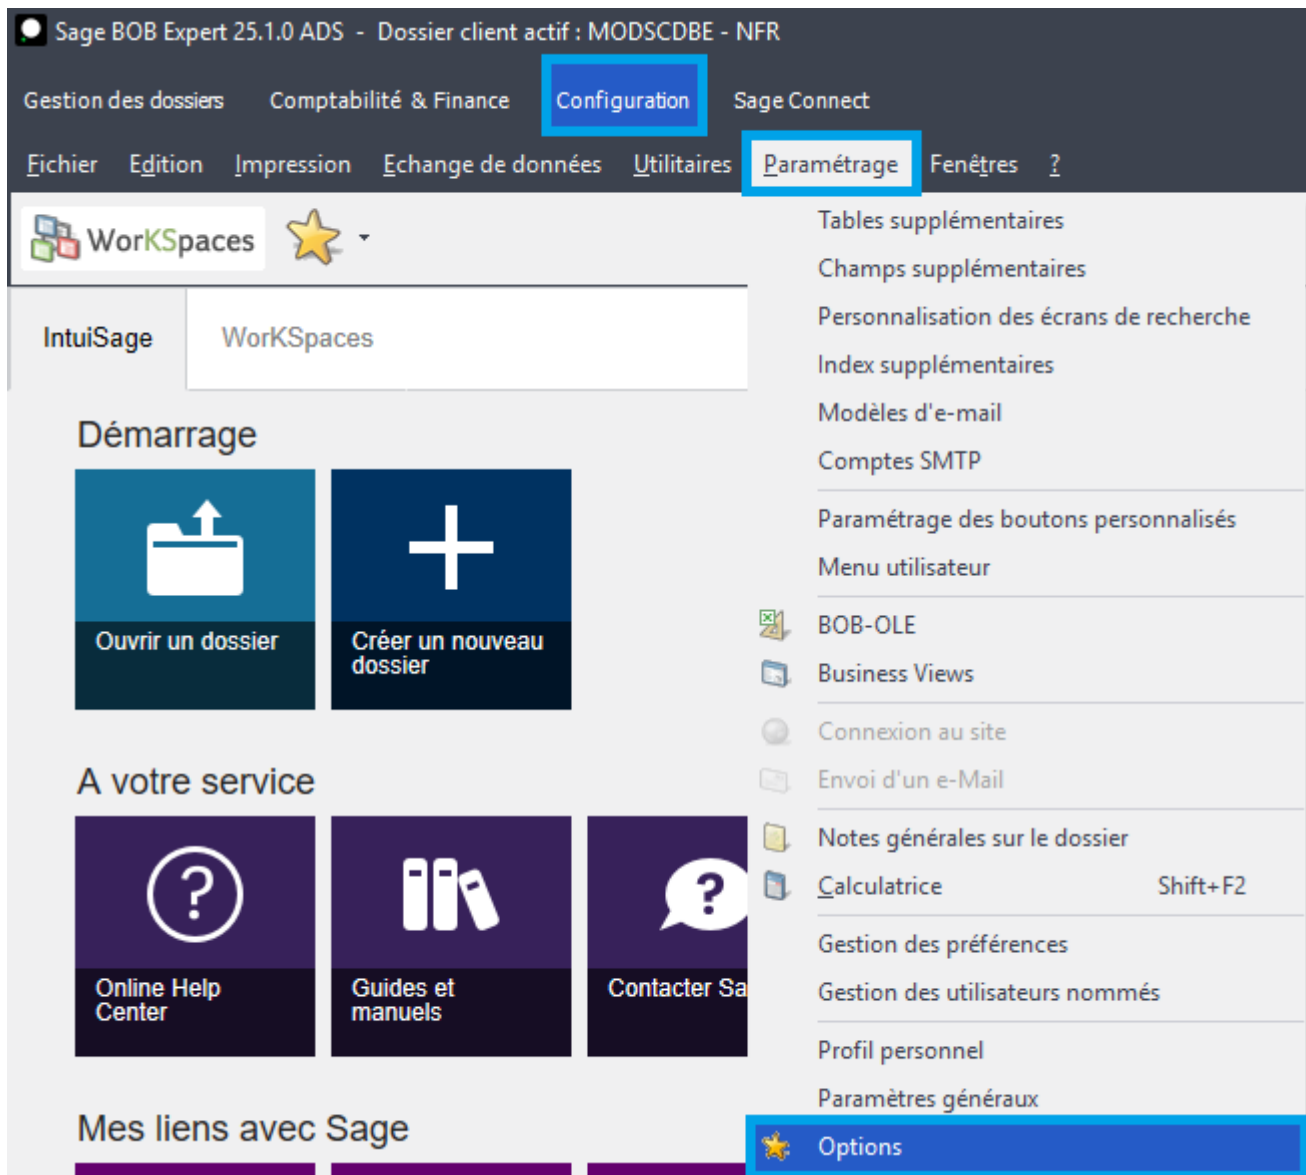 Sage BOB Expert 25.1.0 ADS - Dossier client actif : MODSCDBE - NFR
Gestion des dossiers Comptabilité & Finance Configuration Sage Connect
Fichier Edition Impression Echange de données Utilitaires Paramétrage Fenêtres ?
WorKSpaces
IntuiSage WorKSpaces
Démarrage
Ouvrir un dossier
Créer un nouveau
dossier
A votre service
Online Help
Center
Guides et
manuels
Contacter Sa
Mes liens avec Sage
Tables supplémentaires
Champs supplémentaires
Personnalisation des écrans de recherche
Index supplémentaires
Modèles d'e-mail
Comptes SMTP
Paramétrage des boutons personnalisés
Menu utilisateur
BOB-OLE
Business Views
Connexion au site
Envoi d'un e-Mail
Notes générales sur le dossier
Calculatrice Shift+F2
Gestion des préférences
Gestion des utilisateurs nommés
Profil personnel
Paramètres généraux
Options